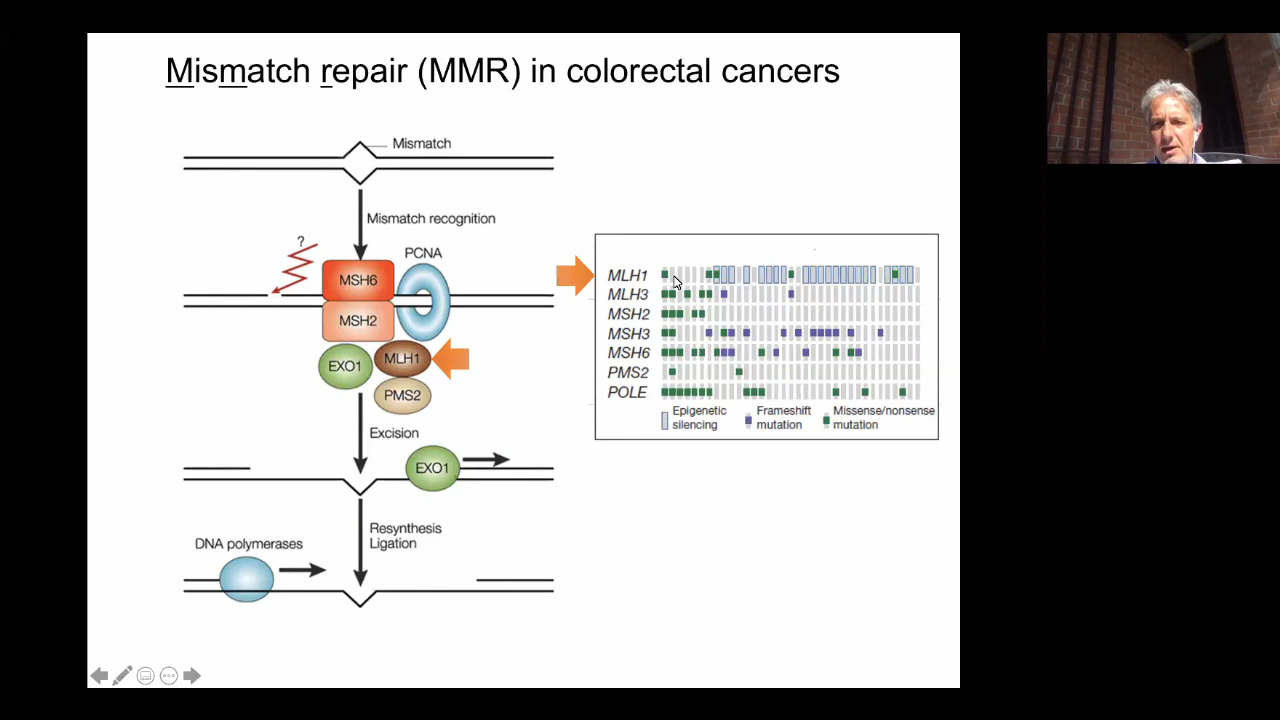 Mismatch repair (MMR) in colorectal cancers
Mismatch
Mismatch recognition
?
PCNA
MSH6
MSH2
EXO1
MLH1
PMS2
Excision
EXO1
Resynthesis
Ligation
DNA polymerases
MLH1
MLH3
MSH2
MSH3
MSH6
PMS2
POLE
Epigenetic
silencing
Frameshift
mutation
Missense/nonsense
mutation